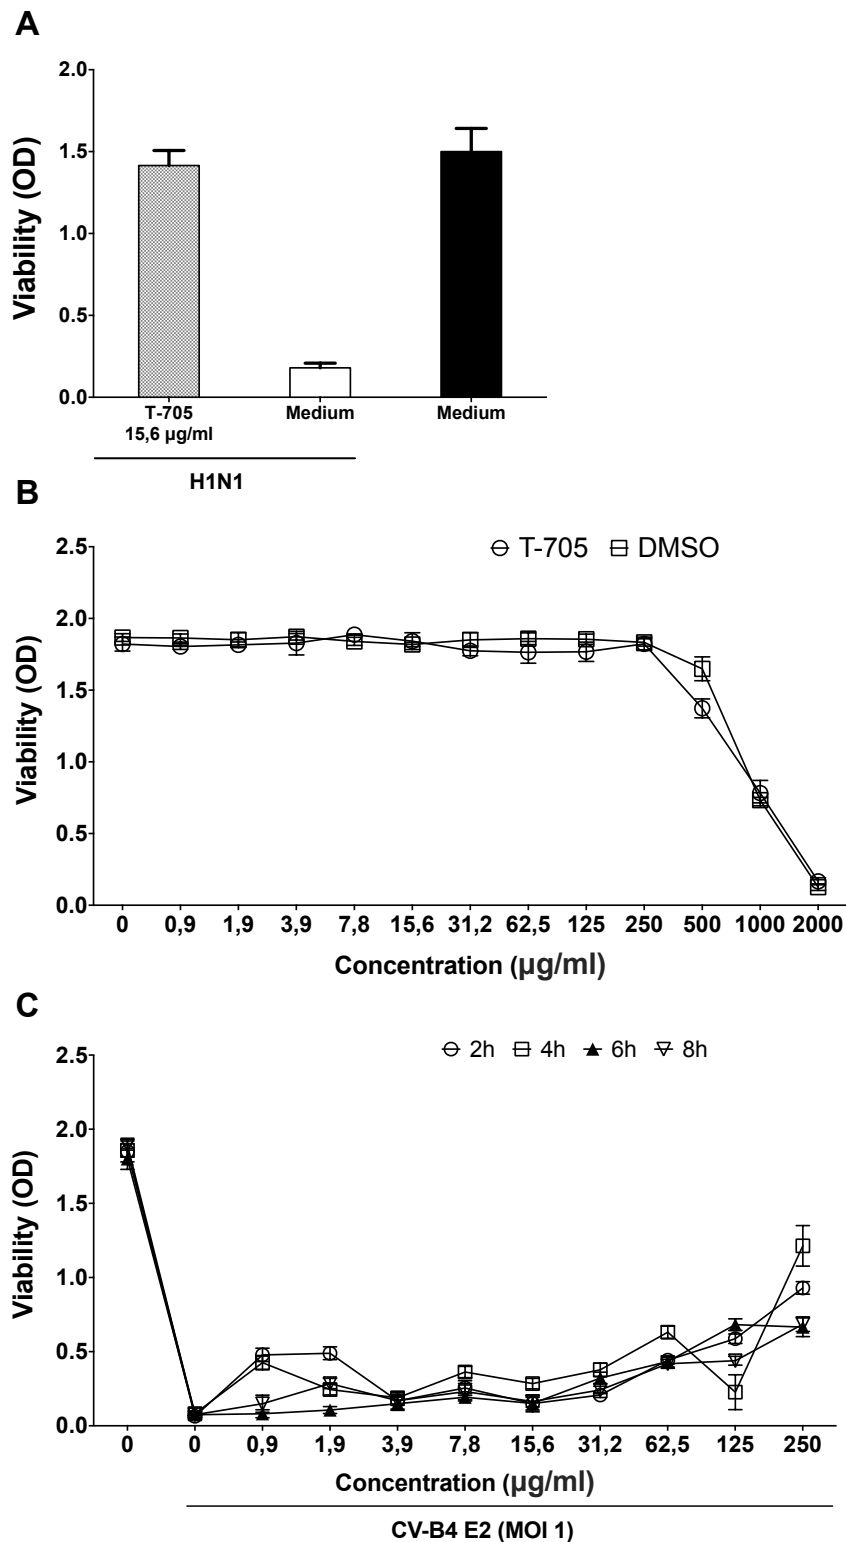 A
2.0
1.5
1.0
0.5
0.0
Viability (OD)
T-705 Medium Medium
15,6 µg/ml
H1N1
B
T-705 DMSO
2.5
2.0
1.5
1.0
0.5
0.0
Viability (OD)
0 0,9 1,9 3,9 7,8 15,6 31,2 62,5 125 250 500 1000 2000
Concentration (µg/ml)
C
2h 4h 6h 8h
2.5
2.0
1.5
1.0
0.5
0.0
Viability (OD)
0 0 0,9 1,9 3,9 7,8 15,6 31,2 62,5 125 250
Concentration (µg/ml)
CV-B4 E2 (MOI 1)